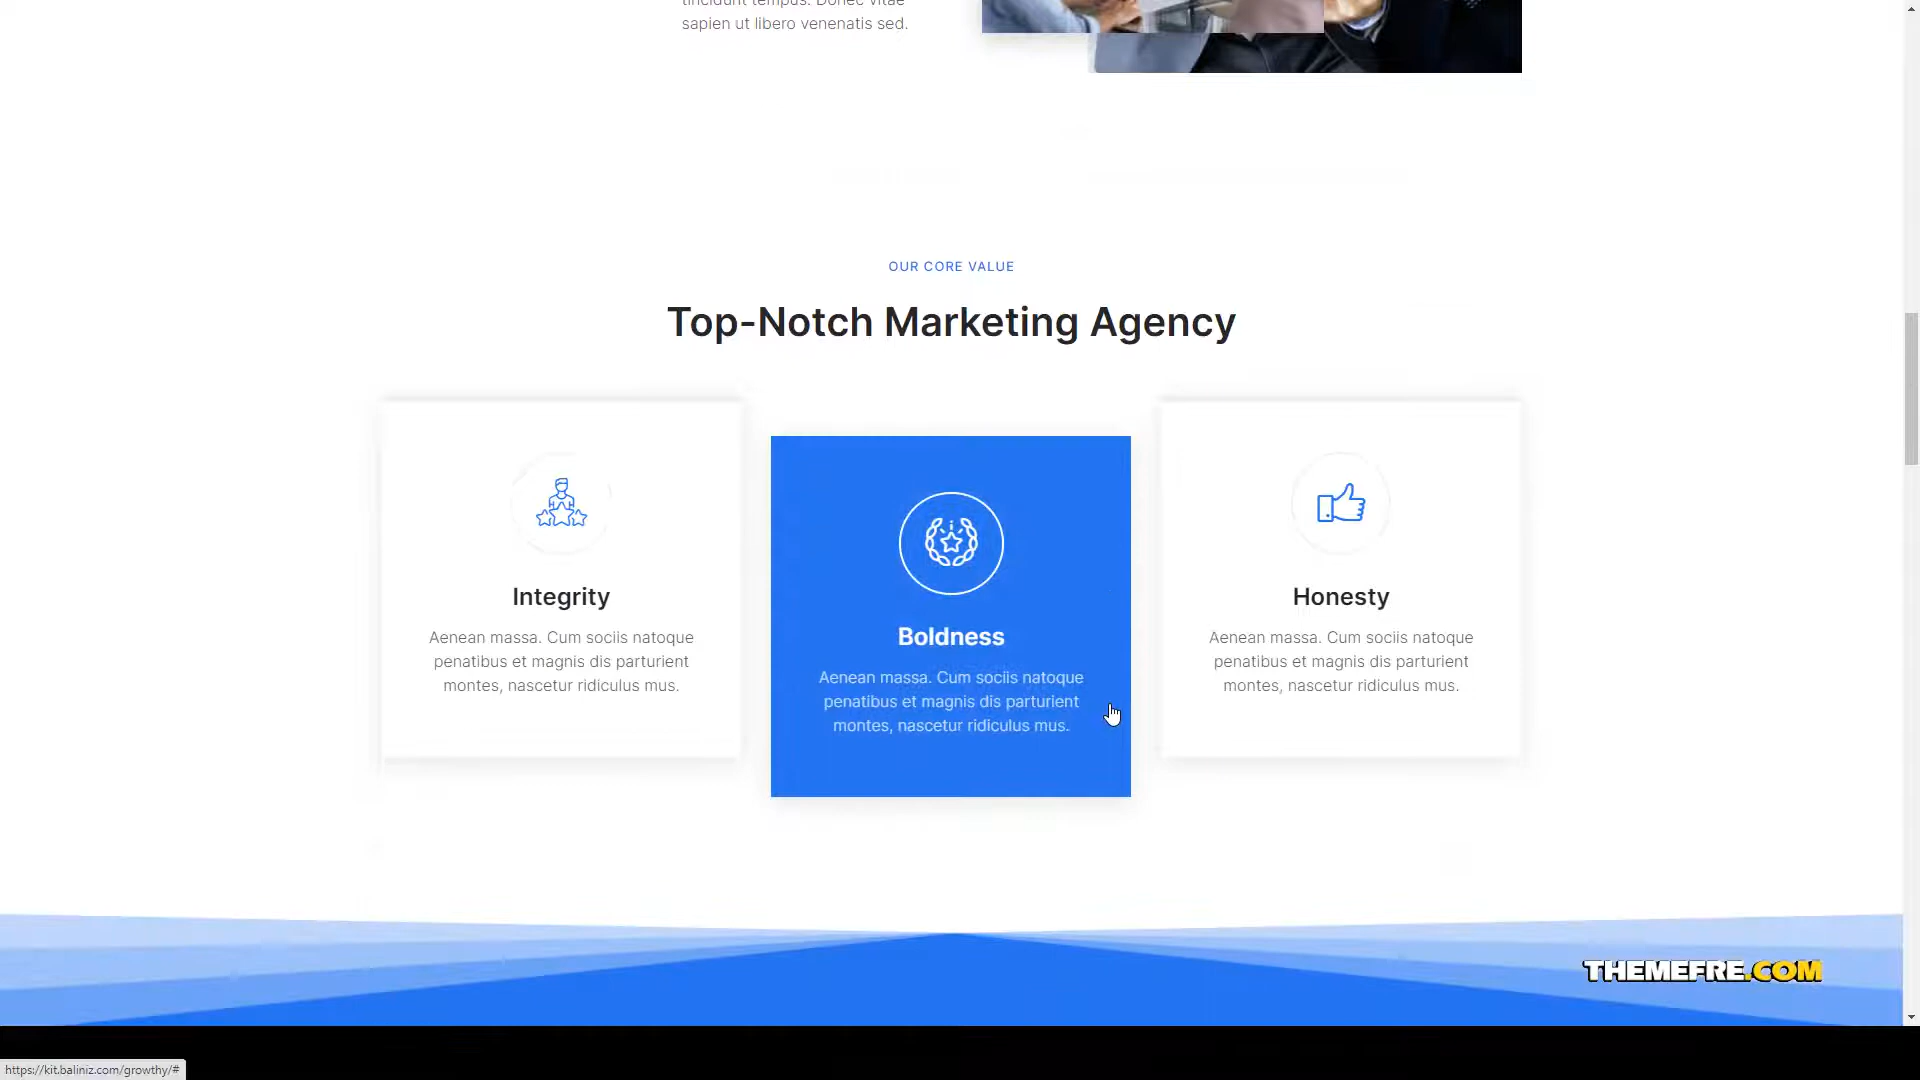 tincidunt tempus. Donec vitae
sapien ut libero venenatis sed.
OUR CORE VALUE
Top-Notch Marketing Agency
Integrity
Aenean massa. Cum sociis natoque
penatibus et magnis dis parturient
montes, nascetur ridiculus mus.
Boldness
Aenean massa. Cum sociis natoque
penatibus et magnis dis parturient
montes, nascetur ridiculus mus.
Honesty
Aenean massa. Cum sociis natoque
penatibus et magnis dis parturient
montes, nascetur ridiculus mus.
THEMEFRE.COM
https://kit.baliniz.com/growthy/#